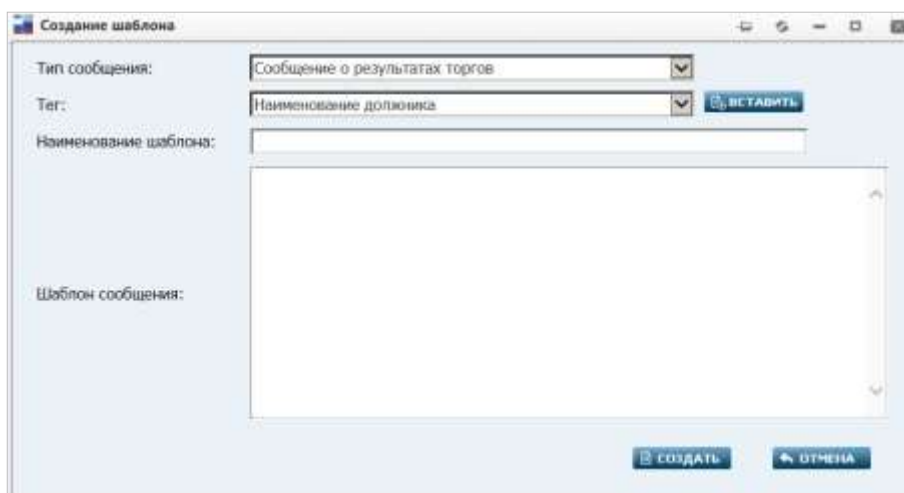 Создание шаблона
Тип сообщения: Сообщение о результатах торгов
Тег: Наименование должника ВСТАВИТЬ
Наименование шаблона:
Шаблон сообщения:
СОЗДАТЬ ОТМЕНА